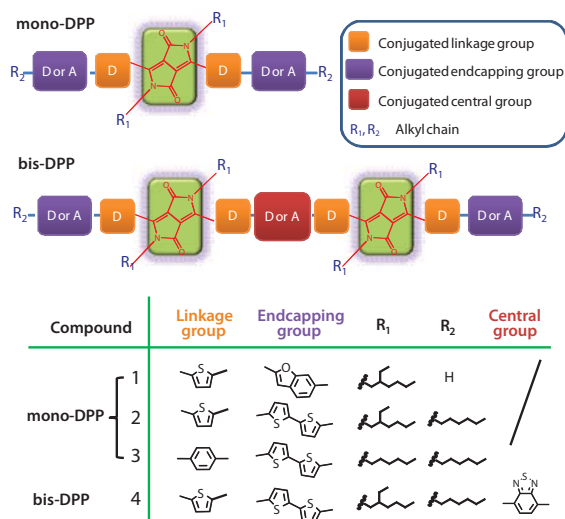 mono-DPP
R₁
N
O
O
N
R₁
R₂ D or A D D D or A R₂
Conjugated linkage group
Conjugated endcapping group
Conjugated central group
R₁, R₂ Alkyl chain
bis-DPP
R₁ R₁
O N O N
R₂ D or A D D D or A D D D or A R₂
N O N O
R₁ R₁
Compound Linkage group Endcapping group R₁ R₂ Central group
mono-DPP
1 S O H
2 S S S
3 S S
bis-DPP 4 S S S N S N